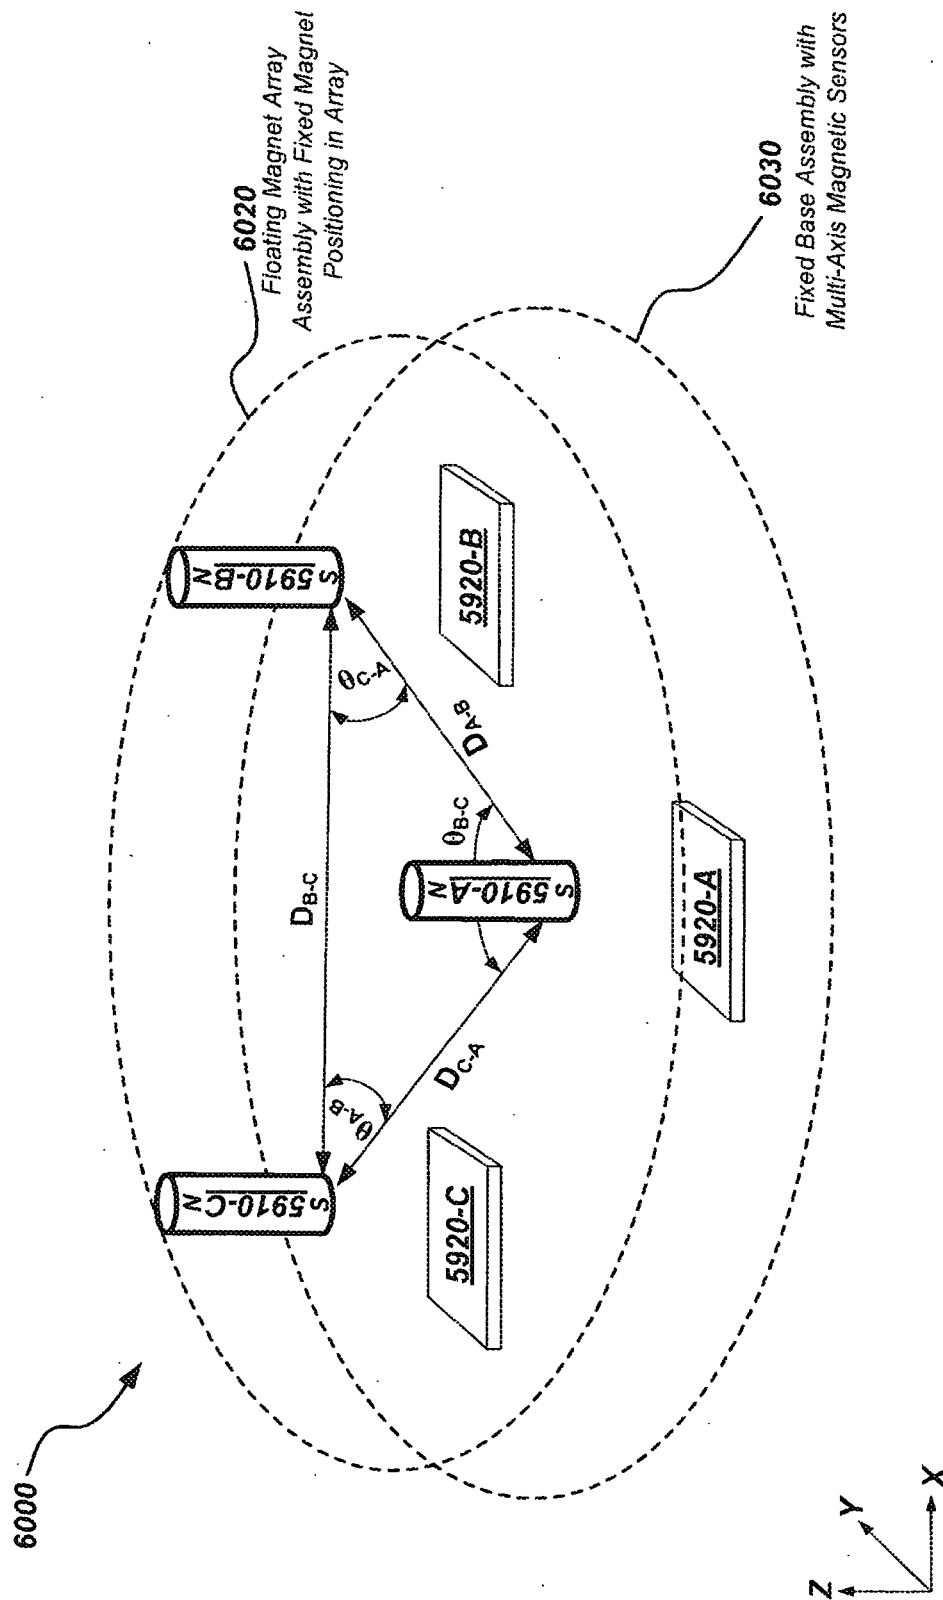 6000
6020
Floating Magnet Array
Assembly with Fixed Magnet
Positioning in Array
N
5910-C
S
N
5910-B
S
D_B-C
θ_A-B
θ_C-A
θ_B-C
D_C-A
D_A-B
N
5910-A
S
5920-C
5920-B
5920-A
6030
Fixed Base Assembly with
Multi-Axis Magnetic Sensors
Z
Y
X